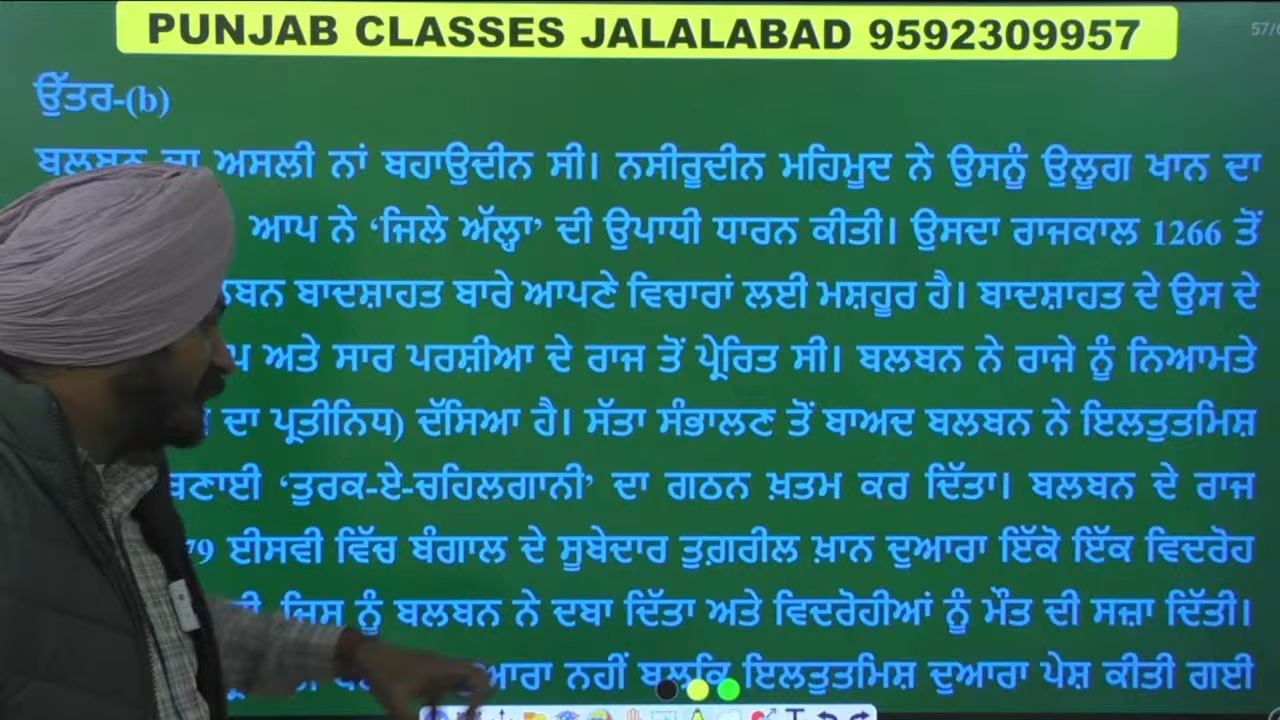 PUNJAB CLASSES JALALABAD 9592309957
ਉੱਤਰ-(b)
ਬਲਬਨ ਦਾ ਅਸਲੀ ਨਾਂ ਬਹਾਉਦੀਨ ਸੀ। ਨਸੀਰੂਦੀਨ ਮਹਿਮੂਦ ਨੇ ਉਸਨੂੰ ਉਲੂਗ ਖਾਨ ਦਾ
ਆਪ ਨੇ ‘ਜਿਲੇ ਅੱਲ੍ਹਾ’ ਦੀ ਉਪਾਧੀ ਧਾਰਨ ਕੀਤੀ। ਉਸਦਾ ਰਾਜਕਾਲ 1266 ਤੋਂ
ਬਾਦਸ਼ਾਹਤ ਬਾਰੇ ਆਪਣੇ ਵਿਚਾਰਾਂ ਲਈ ਮਸ਼ਹੂਰ ਹੈ। ਬਾਦਸ਼ਾਹਤ ਦੇ ਉਸ ਦੇ
ਅਤੇ ਸਾਰ ਪਰਸ਼ੀਆ ਦੇ ਰਾਜ ਤੋਂ ਪ੍ਰੇਰਿਤ ਸੀ। ਬਲਬਨ ਨੇ ਰਾਜੇ ਨੂੰ ਨਿਆਮਤੇ
ਦਾ ਪ੍ਰਤੀਨਿਧ) ਦੱਸਿਆ ਹੈ। ਸੱਤਾ ਸੰਭਾਲਣ ਤੋਂ ਬਾਅਦ ਬਲਬਨ ਨੇ ਇਲਤੁਤਮਿਸ਼
ਬਣਾਈ ‘ਤੁਰਕ-ਏ-ਚਹਿਲਗਾਨੀ’ ਦਾ ਗਠਨ ਖ਼ਤਮ ਕਰ ਦਿੱਤਾ। ਬਲਬਨ ਦੇ ਰਾਜ
ਈਸਵੀ ਵਿੱਚ ਬੰਗਾਲ ਦੇ ਸੂਬੇਦਾਰ ਤੁਗ਼ਰੀਲ ਖ਼ਾਨ ਦੁਆਰਾ ਇੱਕੋ ਇੱਕ ਵਿਦਰੋਹ
ਜਿਸ ਨੂੰ ਬਲਬਨ ਨੇ ਦਬਾ ਦਿੱਤਾ ਅਤੇ ਵਿਦਰੋਹੀਆਂ ਨੂੰ ਮੌਤ ਦੀ ਸਜ਼ਾ ਦਿੱਤੀ।
ਨਹੀਂ ਬਲਕਿ ਇਲਤੁਤਮਿਸ਼ ਦੁਆਰਾ ਪੇਸ਼ ਕੀਤੀ ਗਈ